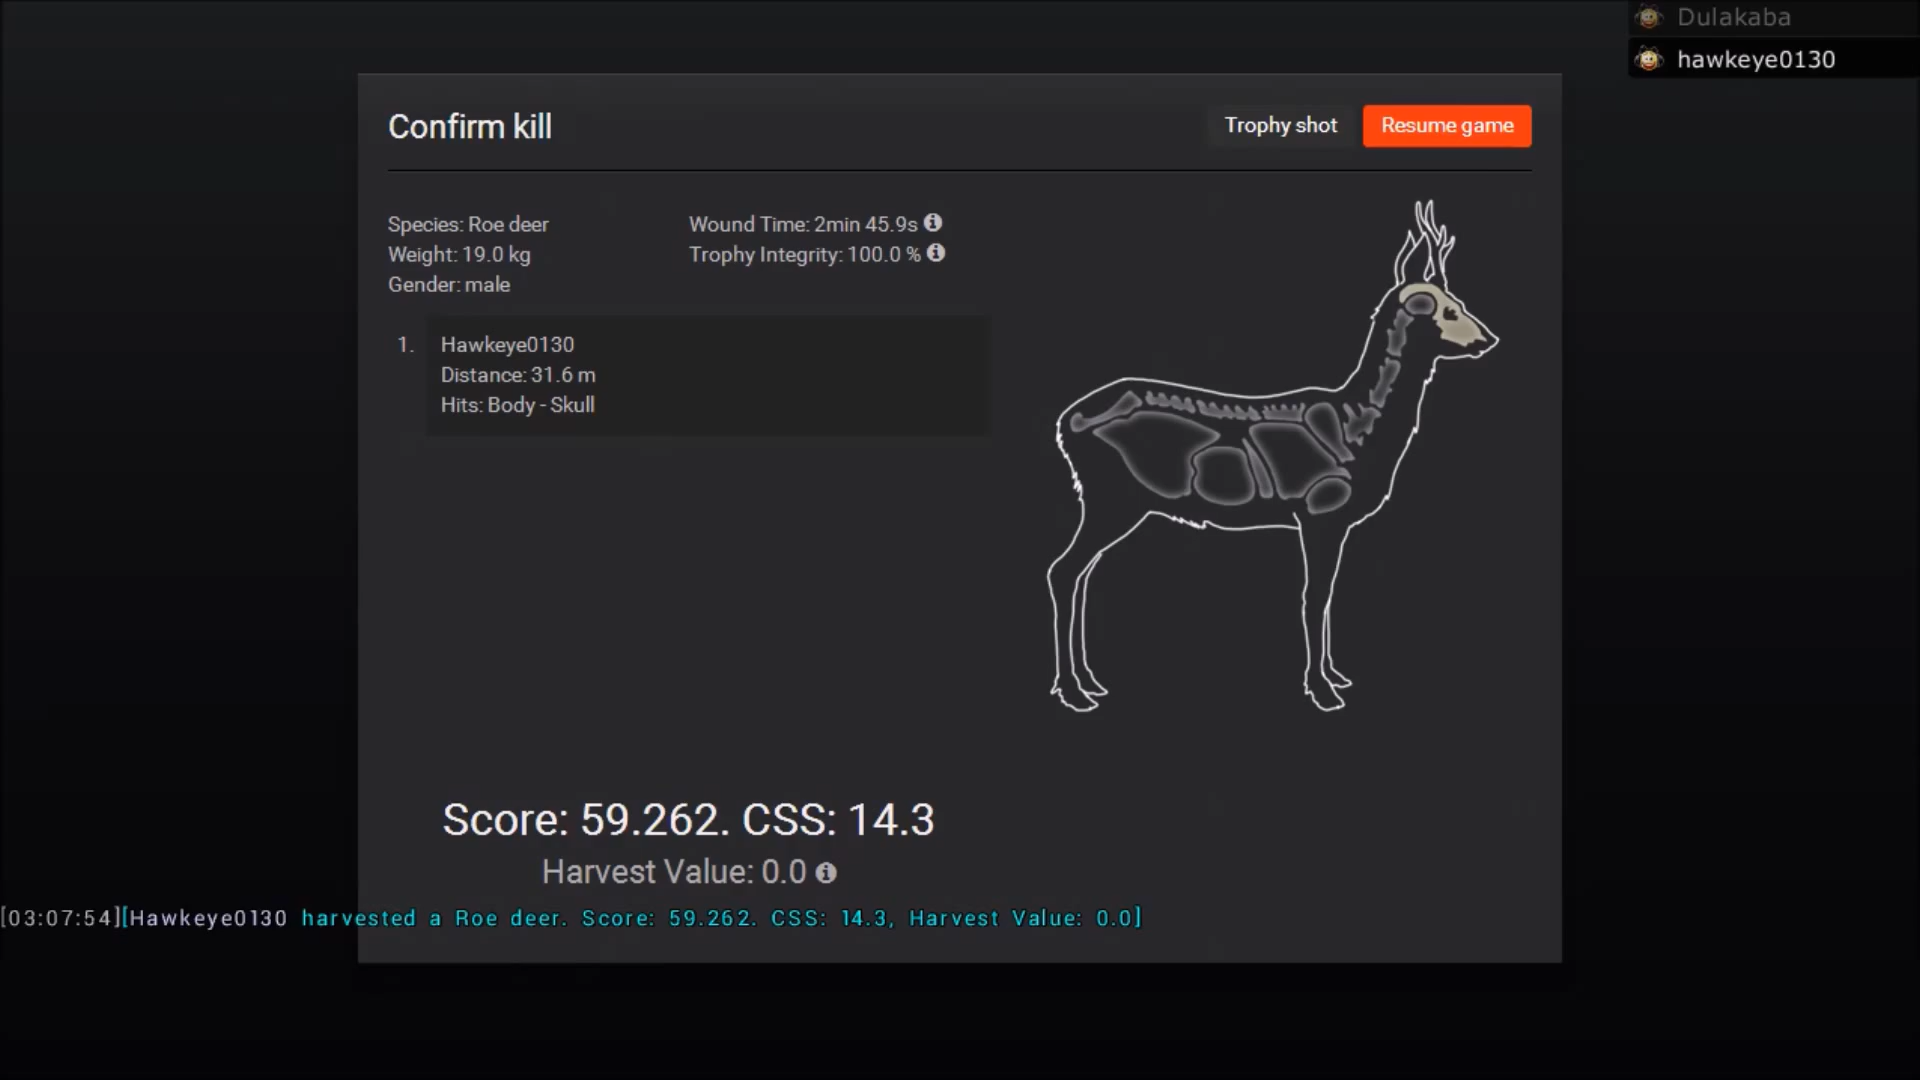 Dulakaba
hawkeye0130
Confirm kill
Trophy shot
Resume game
Species: Roe deer
Weight: 19.0 kg
Gender: male
Wound Time: 2min 45.9s
Trophy Integrity: 100.0 %
1.
Hawkeye0130
Distance: 31.6 m
Hits: Body - Skull
Score: 59.262. CSS: 14.3
Harvest Value: 0.0
[03:07:54][Hawkeye0130 harvested a Roe deer. Score: 59.262. CSS: 14.3, Harvest Value: 0.0]